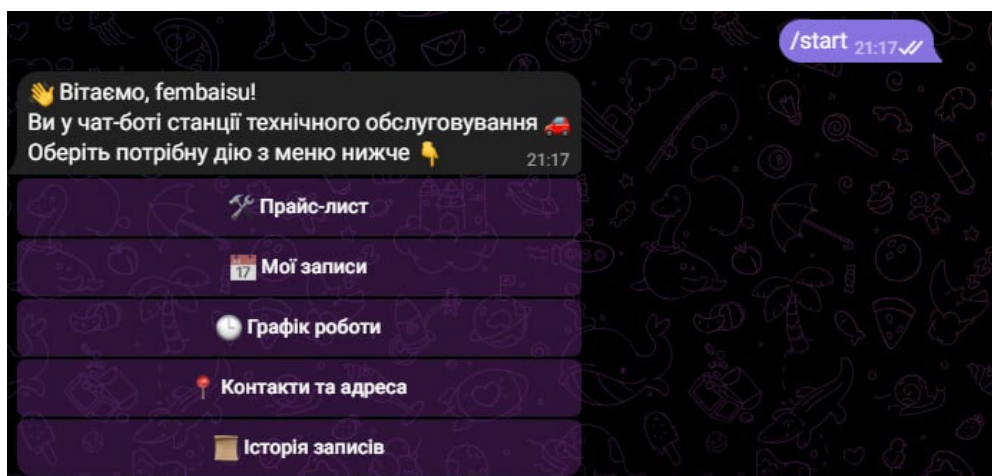 /start 21:17
👋 Вітаємо, fembaisu!
Ви у чат-боті станції технічного обслуговування 🚗
Оберіть потрібну дію з меню нижче 👇 21:17
🛠 Прайс-лист
📅 Мої записи
🕒 Графік роботи
📍 Контакти та адреса
📜 Історія записів